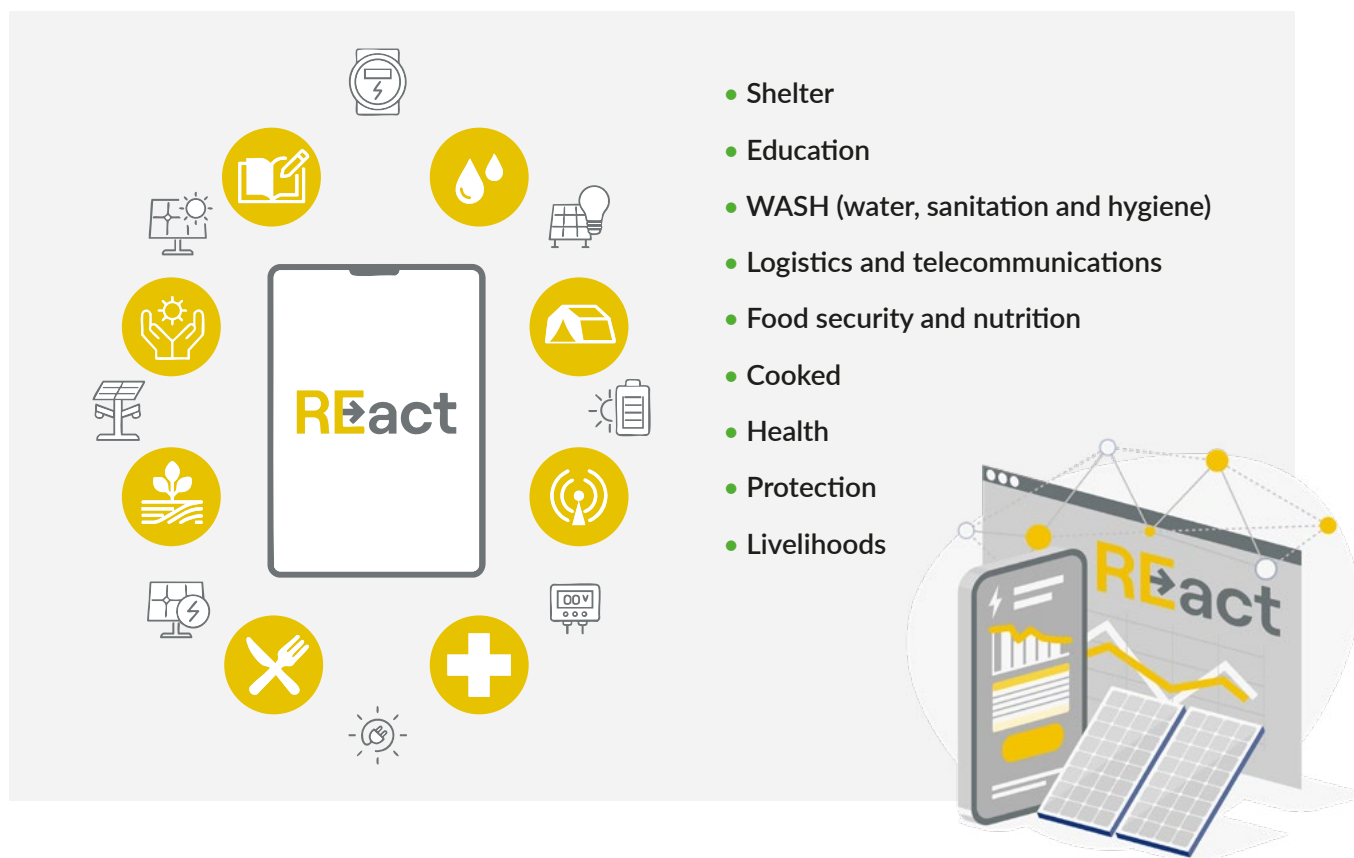 REact
• Shelter
• Education
• WASH (water, sanitation and hygiene)
• Logistics and telecommunications
• Food security and nutrition
• Cooked
• Health
• Protection
• Livelihoods
REact
00 v